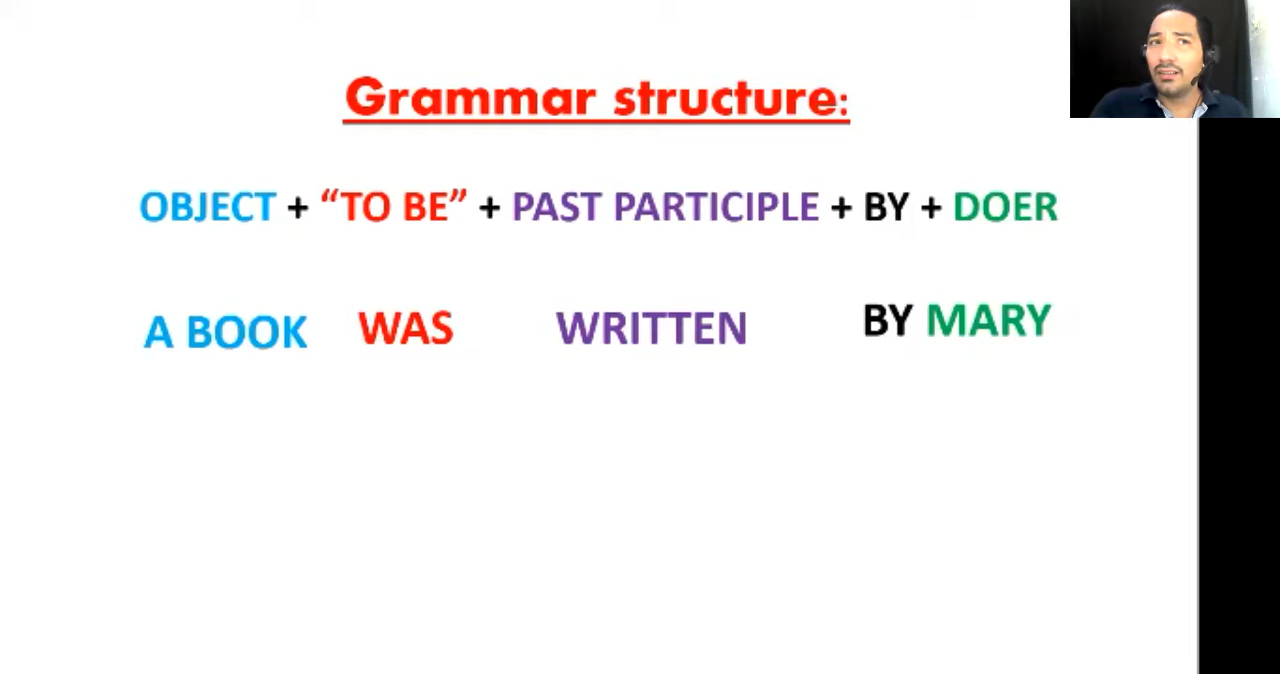 Grammar structure:
OBJECT + “TO BE” + PAST PARTICIPLE + BY + DOER
A BOOK WAS WRITTEN BY MARY